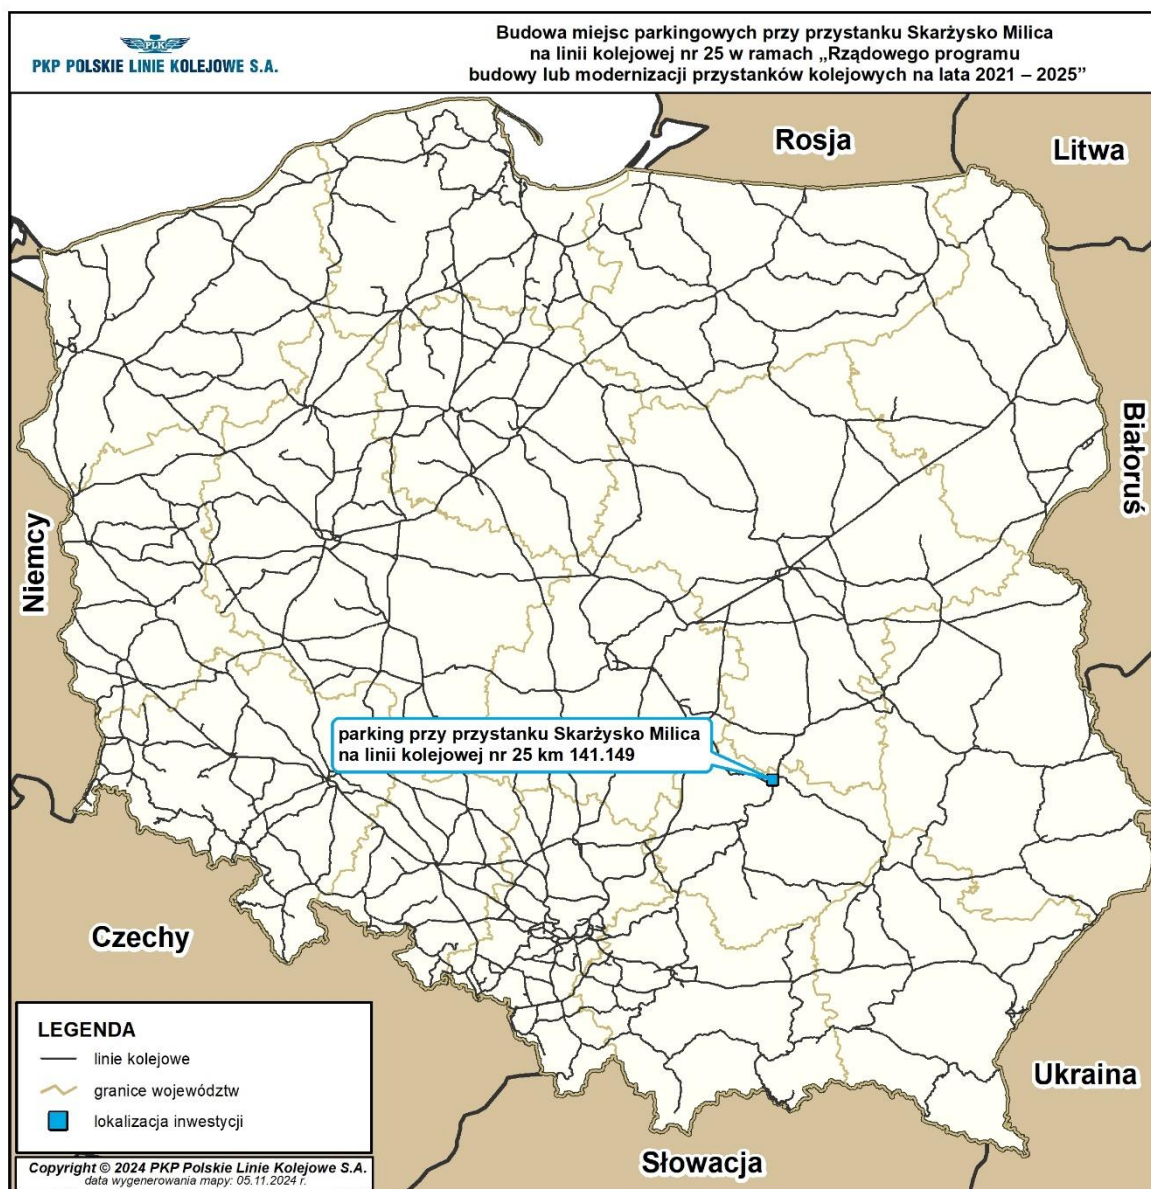 PLK
PKP POLSKIE LINIE KOLEJOWE S.A.
Budowa miejsc parkingowych przy przystanku Skarżysko Milica
na linii kolejowej nr 25 w ramach „Rządowego programu
budowy lub modernizacji przystanków kolejowych na lata 2021 – 2025”
Rosja
Litwa
Białoruś
Niemcy
parking przy przystanku Skarżysko Milica
na linii kolejowej nr 25 km 141.149
Czechy
LEGENDA
linie kolejowe
granice województw
lokalizacja inwestycji
Ukraina
Słowacja
Copyright © 2024 PKP Polskie Linie Kolejowe S.A.
data wygenerowania mapy: 05.11.2024 r.